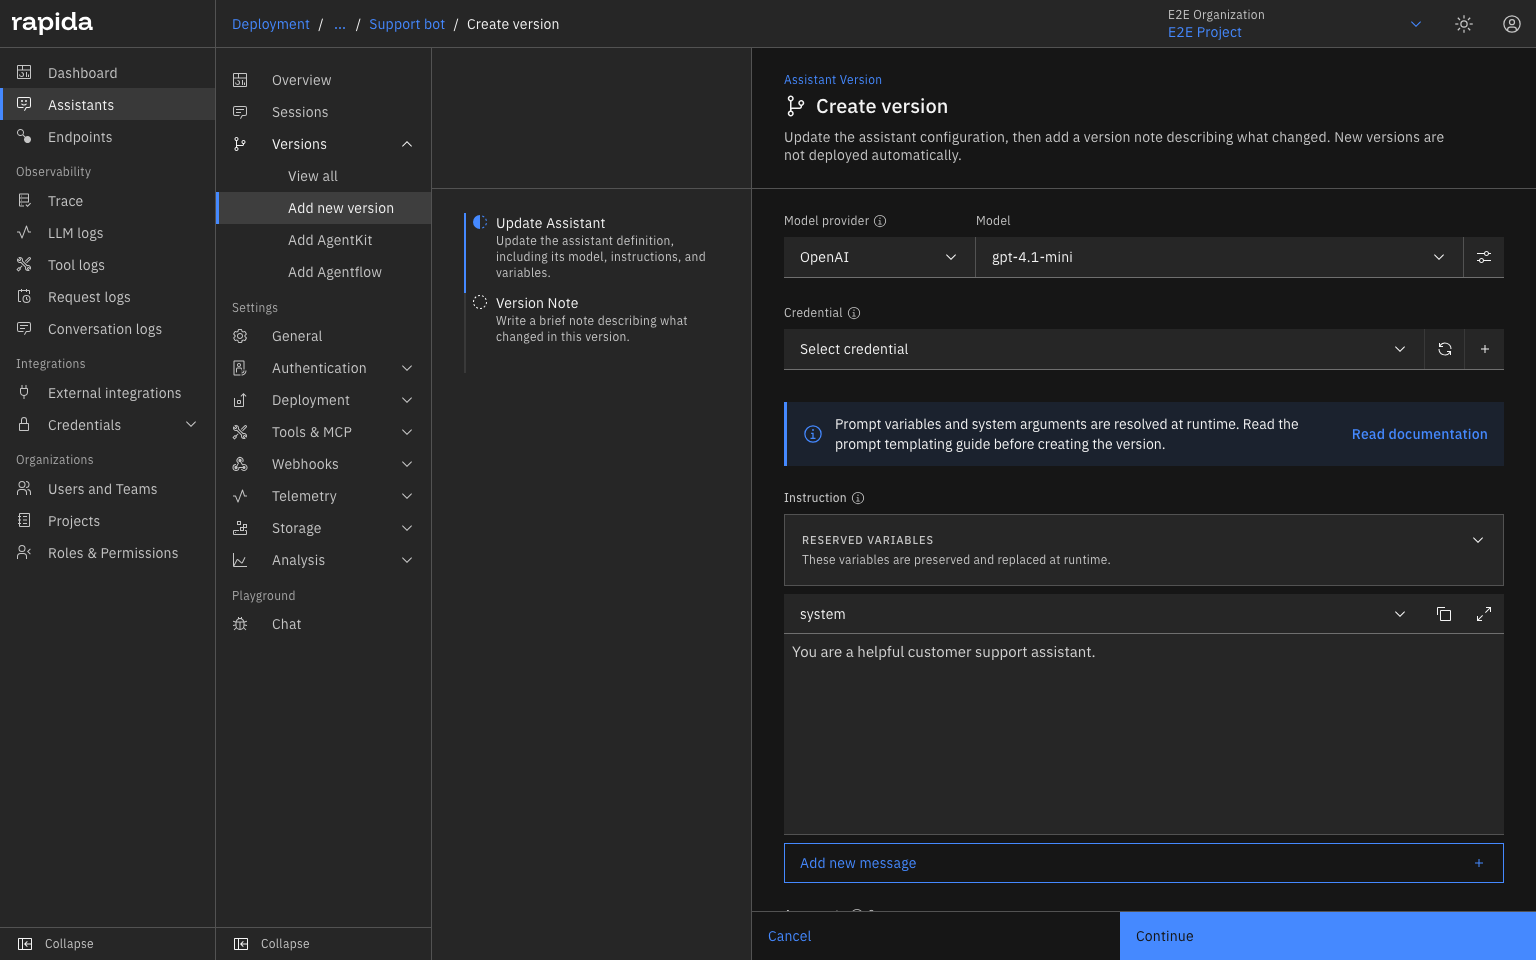 rapida
Deployment / ... / Support bot / Create version
E2E Organization
E2E Project
Dashboard
Assistants
Endpoints
Observability
Trace
LLM logs
Tool logs
Request logs
Conversation logs
Integrations
External integrations
Credentials
Organizations
Users and Teams
Projects
Roles & Permissions
Collapse
Overview
Sessions
Versions
View all
Add new version
Add AgentKit
Add Agentflow
Settings
General
Authentication
Deployment
Tools & MCP
Webhooks
Telemetry
Storage
Analysis
Playground
Chat
Collapse
Update Assistant
Update the assistant definition,
including its model, instructions, and
variables.
Version Note
Write a brief note describing what
changed in this version.
Assistant Version
Create version
Update the assistant configuration, then add a version note describing what changed. New versions are
not deployed automatically.
Model provider
Model
OpenAI
gpt-4.1-mini
Credential
Select credential
Prompt variables and system arguments are resolved at runtime. Read the
prompt templating guide before creating the version.
Read documentation
Instruction
RESERVED VARIABLES
These variables are preserved and replaced at runtime.
system
You are a helpful customer support assistant.
Add new message
Cancel
Continue